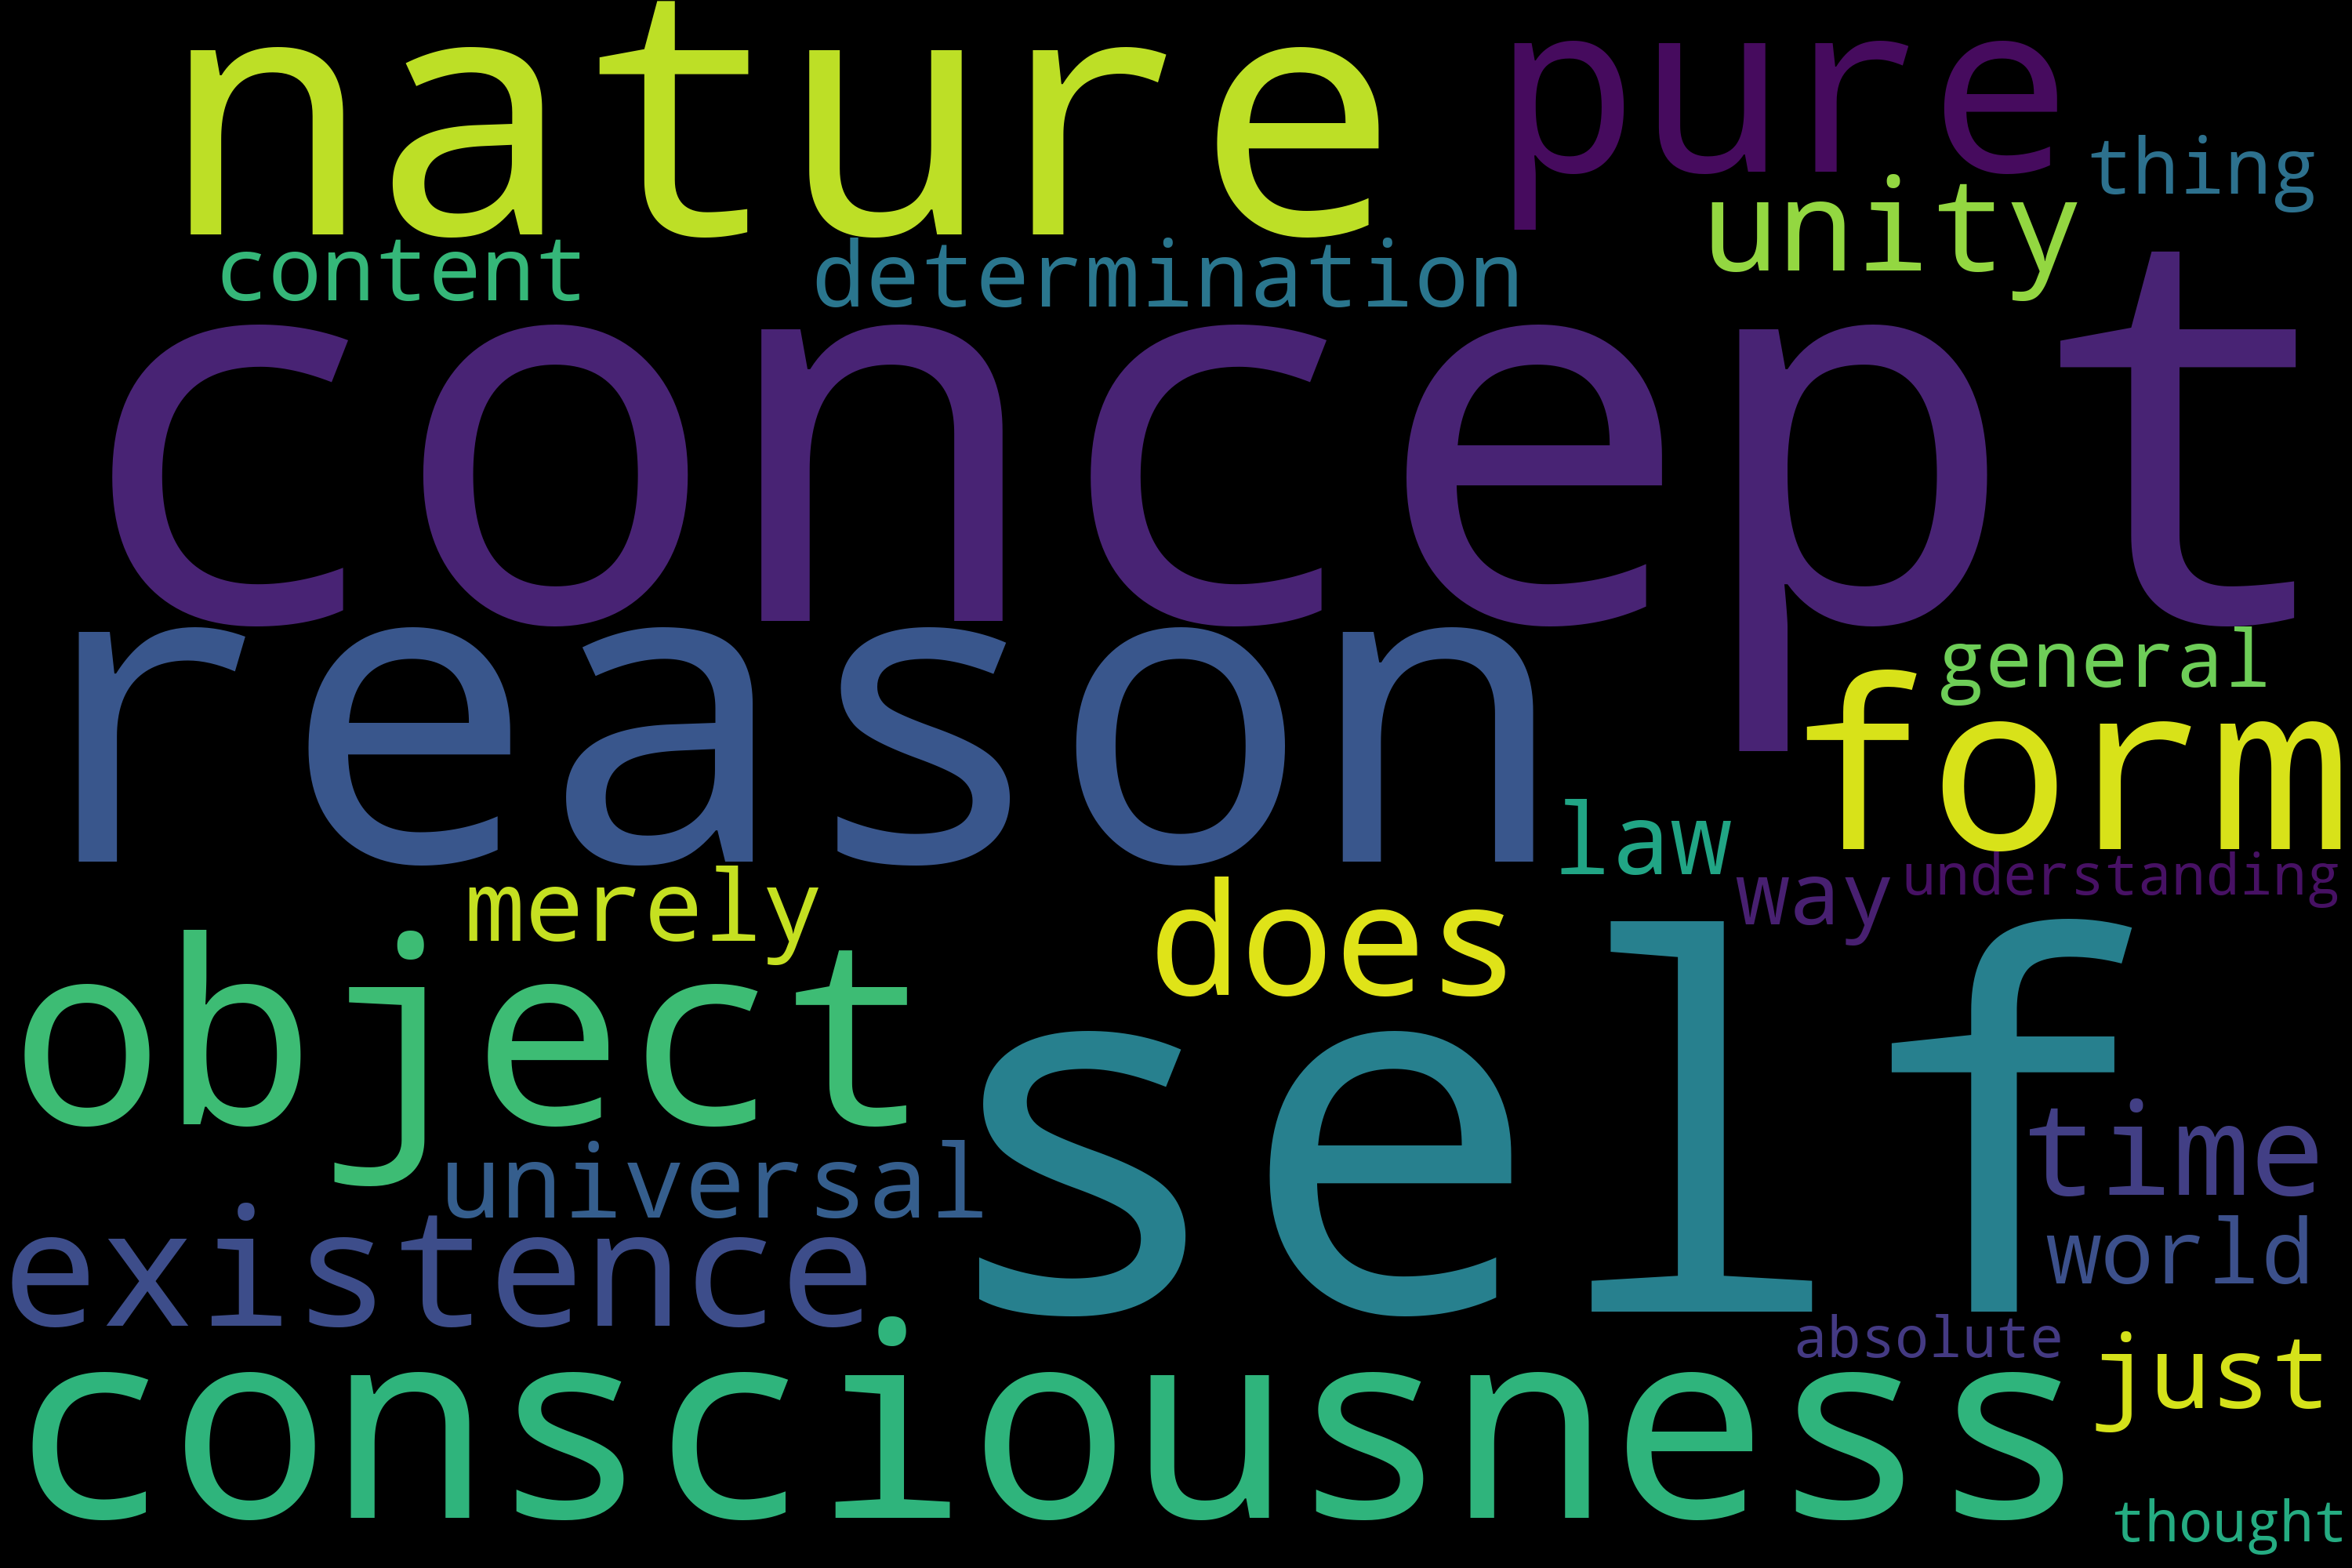 nature
pure
thing
unity
content
determination
concept
reason
general
form
law
way
understanding
merely
does
object
self
time
universal
world
existence
absolute
just
consciousness
thought